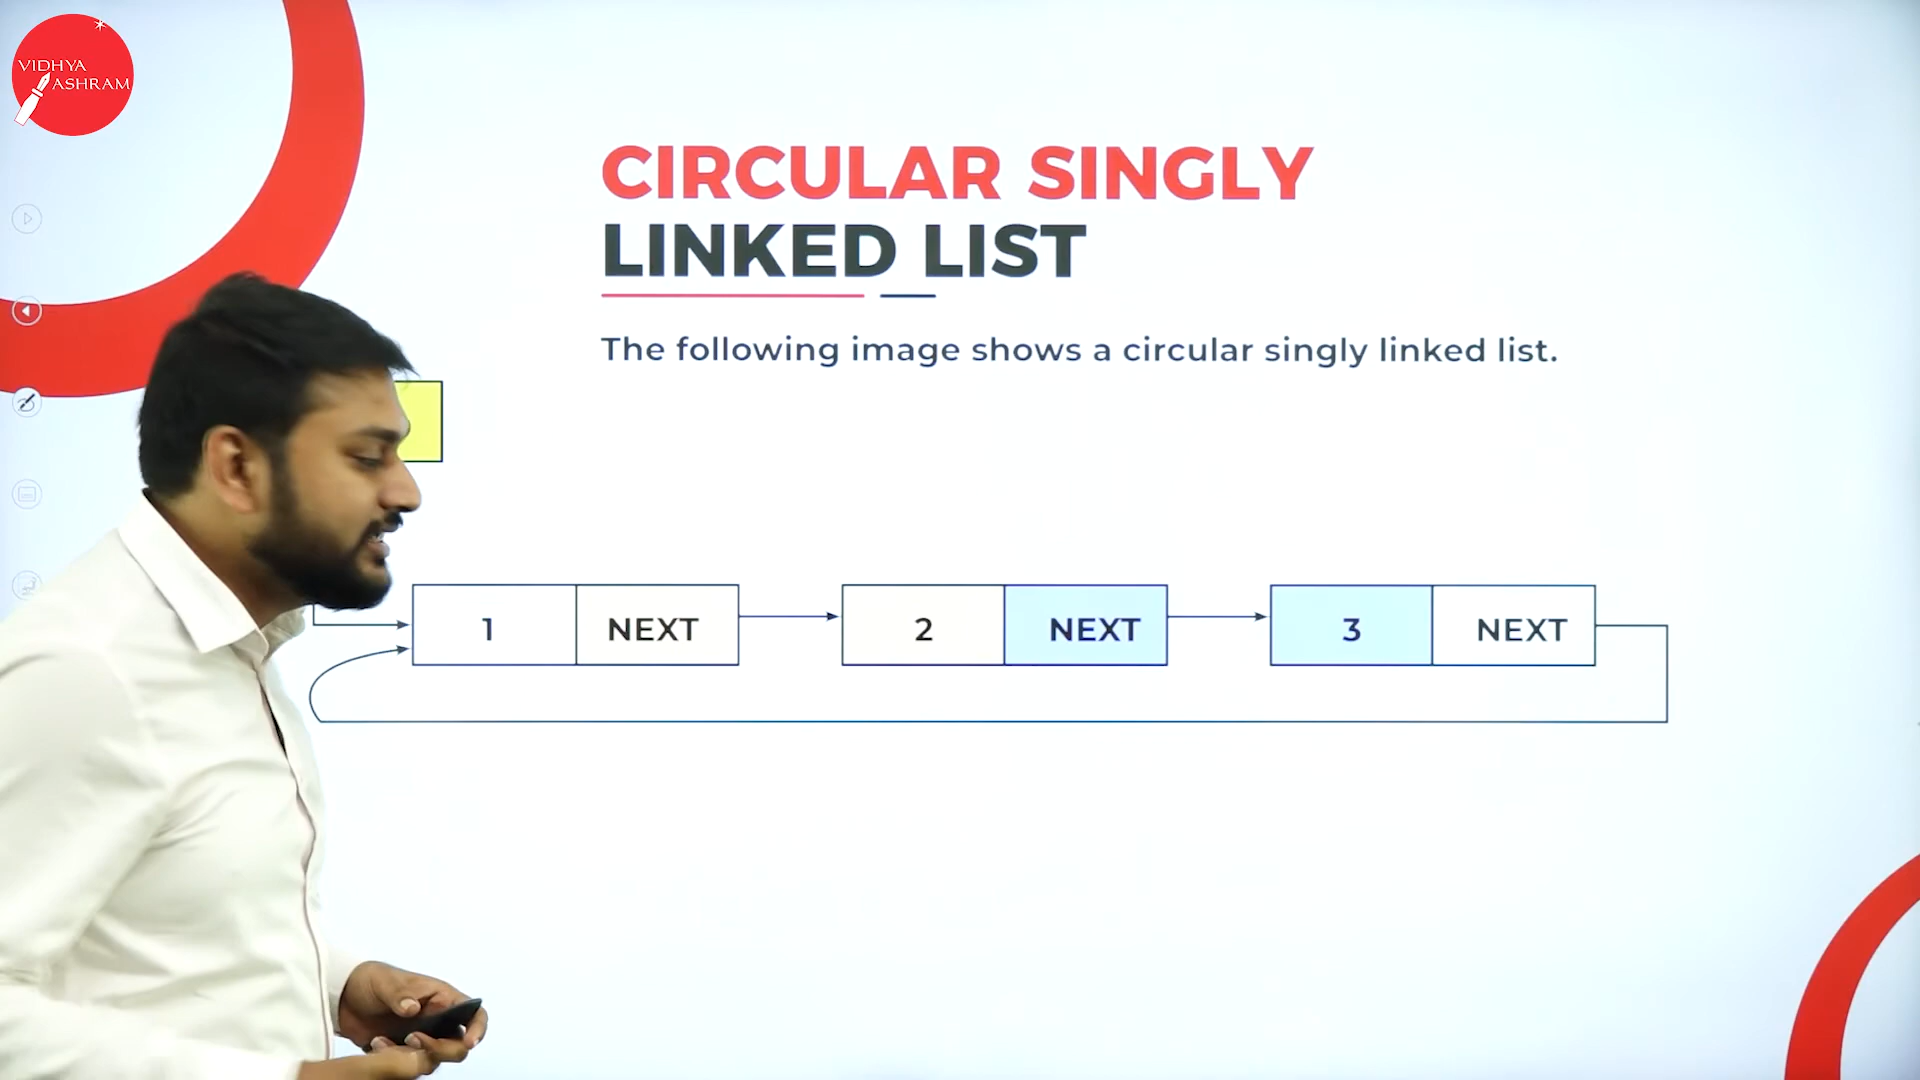 VIDHYA
ASHRAM
CIRCULAR SINGLY
LINKED LIST
The following image shows a circular singly linked list.
1 NEXT 2 NEXT 3 NEXT